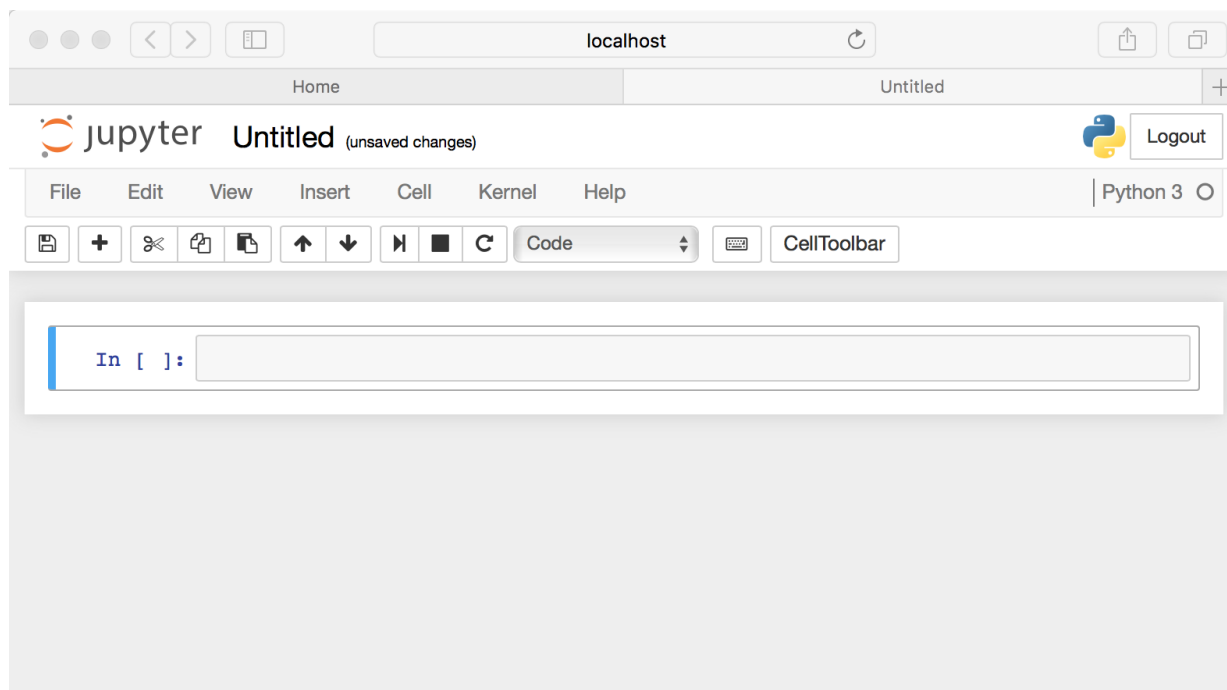 localhost
Home Untitled
jupyter Untitled (unsaved changes) Logout
File Edit View Insert Cell Kernel Help Python 3
Code CellToolbar
In [ ]: